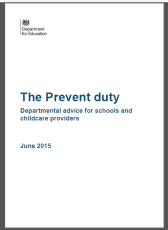 Department
for Education
The Prevent duty
Departmental advice for schools and
childcare providers
June 2015